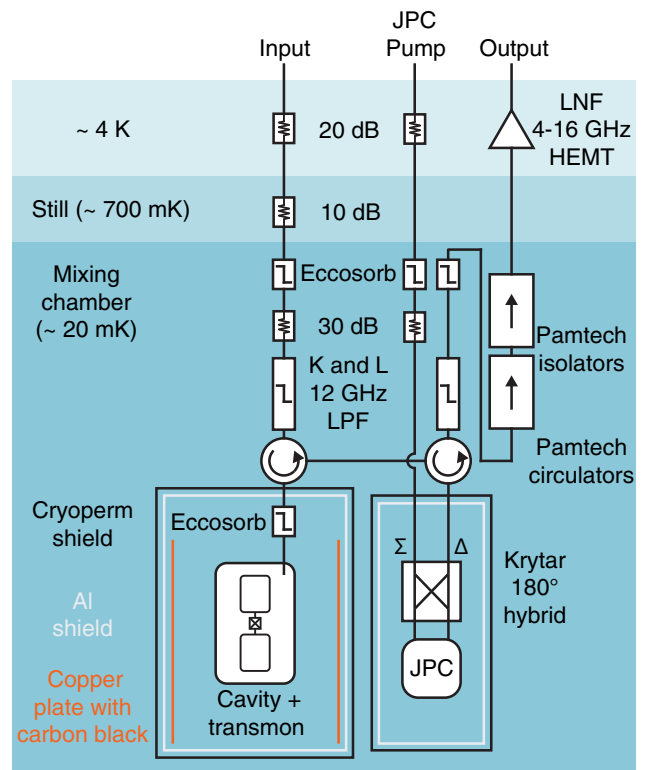 Input
JPC
Pump
Output
~ 4 K
20 dB
LNF
4-16 GHz
HEMT
Still (~ 700 mK)
10 dB
Mixing
chamber
(~ 20 mK)
Eccosorb
30 dB
Pamtech
isolators
K and L
12 GHz
LPF
Pamtech
circulators
Cryoperm
shield
Eccosorb
Σ
Δ
Krytar
180°
hybrid
Al
shield
JPC
Copper
plate with
carbon black
Cavity +
transmon